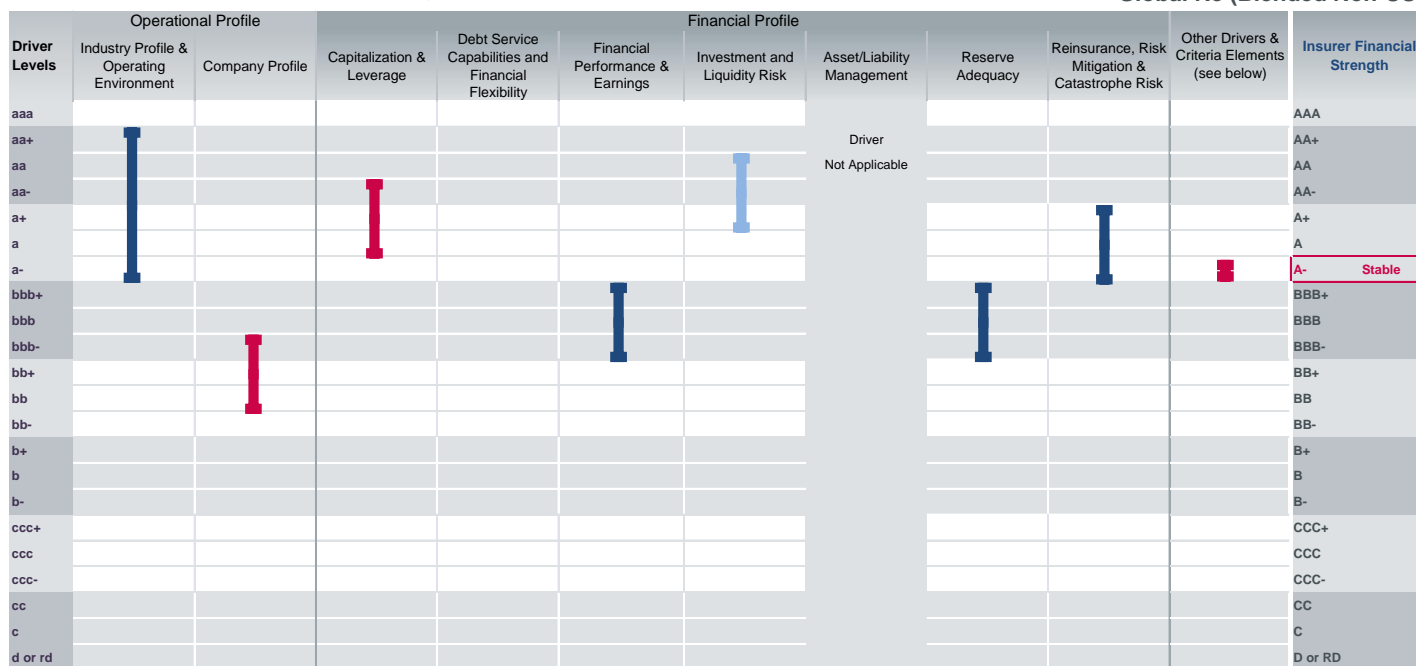 Operational Profile
Financial Profile
Driver
Levels
Industry Profile &
Operating
Environment
Company Profile
Capitalization &
Leverage
Debt Service
Capabilities and
Financial
Flexibility
Financial
Performance &
Earnings
Investment and
Liquidity Risk
Asset/Liability
Management
Reserve
Adequacy
Reinsurance, Risk
Mitigation &
Catastrophe Risk
Other Drivers &
Criteria Elements
(see below)
Insurer Financial
Strength
aaa AAA
aa+ Driver AA+
aa Not Applicable AA
aa- AA-
a+ A+
a A
a- A- Stable
bbb+ BBB+
bbb BBB
bbb- BBB-
bb+ BB+
bb BB
bb- BB-
b+ B+
b B
b- B-
ccc+ CCC+
ccc CCC
ccc- CCC-
cc CC
c C
d or rd D or RD